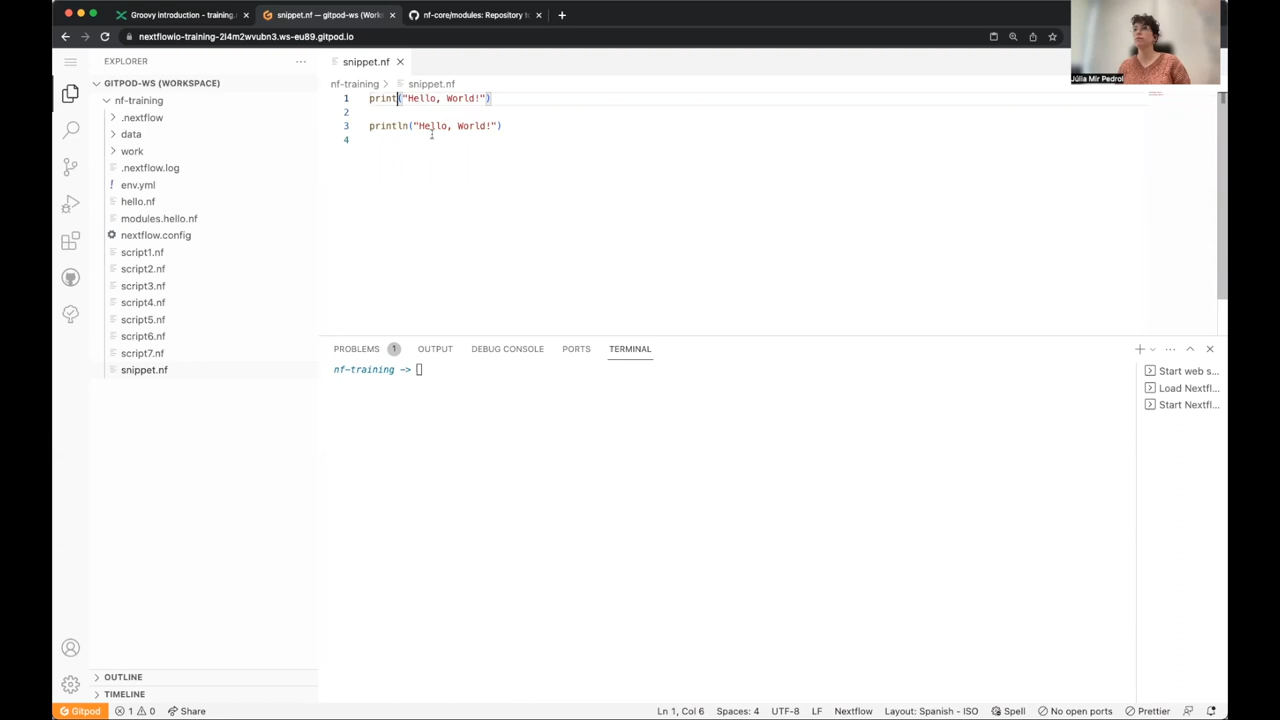 Groovy introduction - training.
snippet.nf — gitpod-ws (Work
nf-core/modules: Repository t
nextflowio-training-2l4m2wvubn3.ws-eu89.gitpod.io
Júlia Mir Pedrol
EXPLORER
snippet.nf
GITPOD-WS (WORKSPACE)
nf-training
.nextflow
data
work
.nextflow.log
! env.yml
hello.nf
modules.hello.nf
nextflow.config
script1.nf
script2.nf
script3.nf
script4.nf
script5.nf
script6.nf
script7.nf
snippet.nf
OUTLINE
TIMELINE
nf-training > snippet.nf
1 print("Hello, World!")
2
3 println("Hello, World!")
4
PROBLEMS 1 OUTPUT DEBUG CONSOLE PORTS TERMINAL
nf-training ->
Start web s...
Load Nextfl...
Start Nextfl...
Gitpod 1 0 Share Ln 1, Col 6 Spaces: 4 UTF-8 LF Nextflow Layout: Spanish - ISO Spell No open ports Prettier